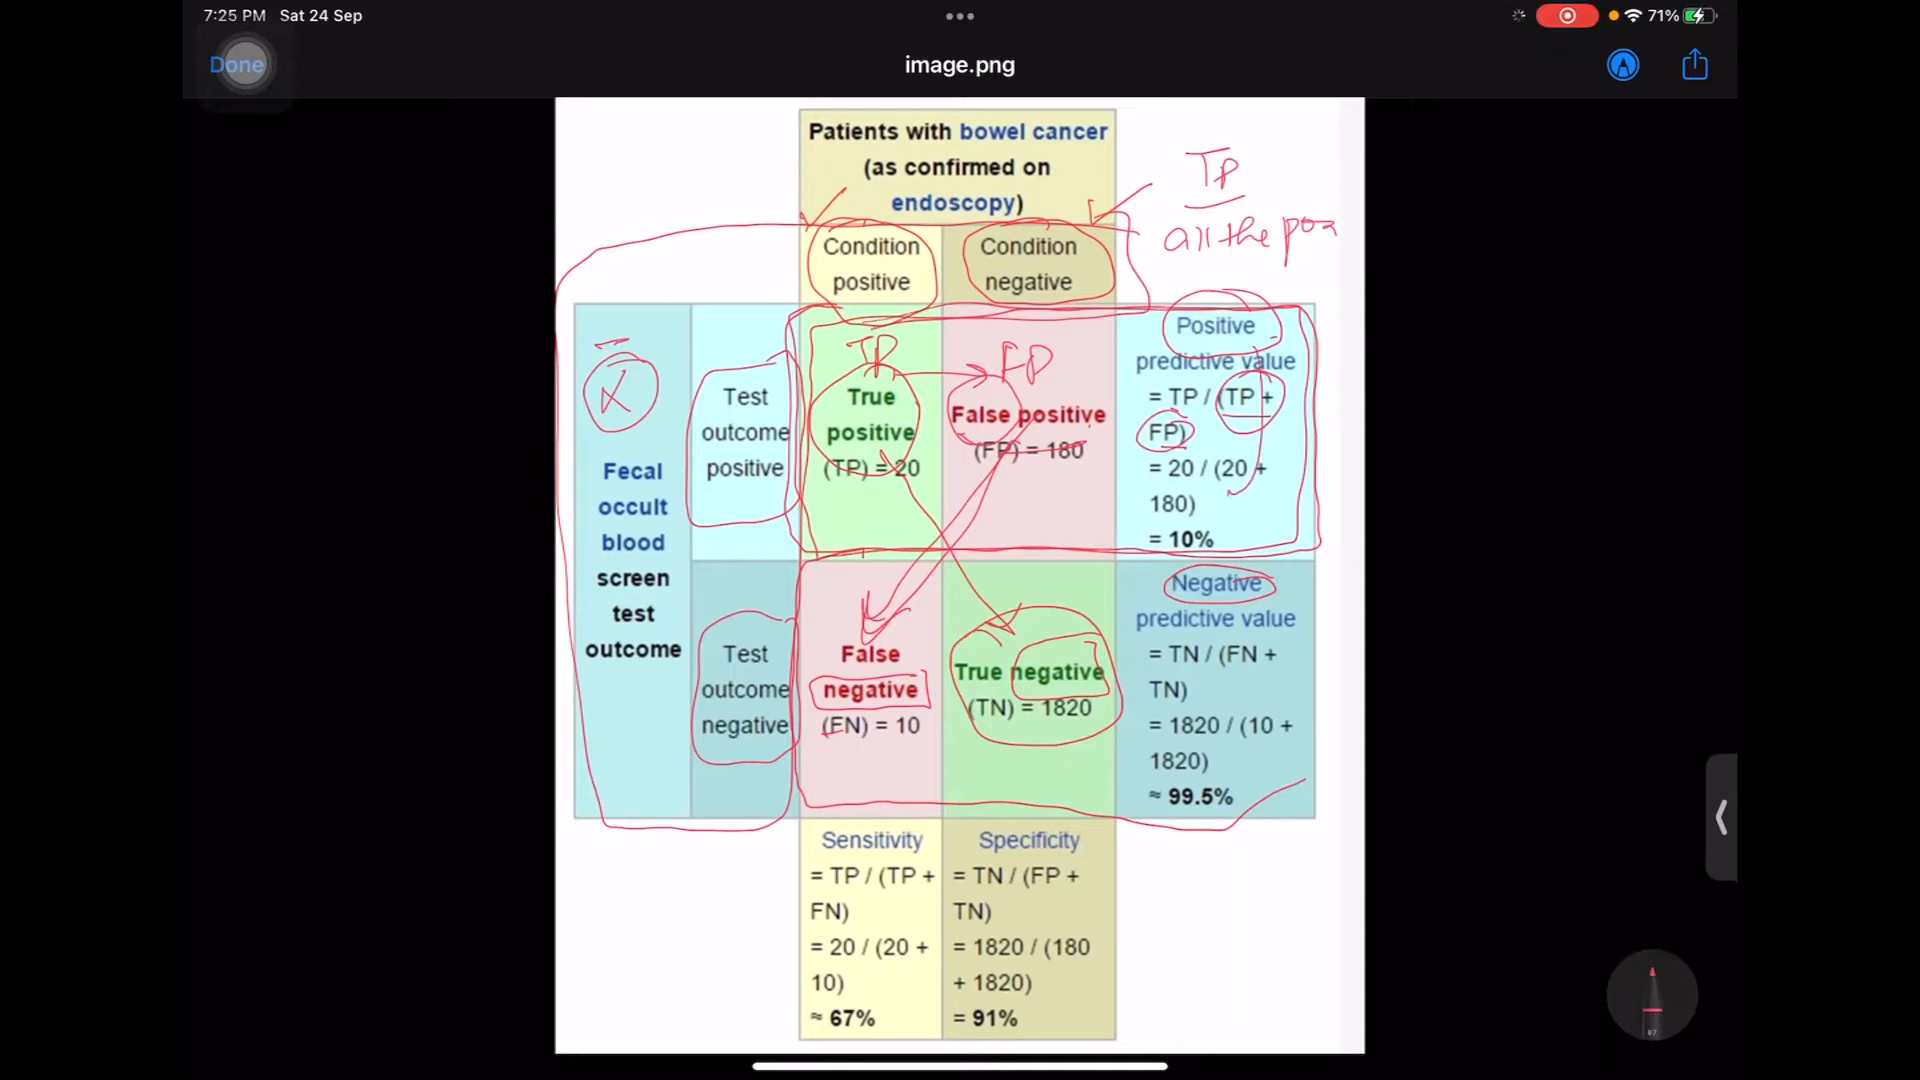 7:25 PM Sat 24 Sep
71%
Done
image.png
Patients with bowel cancer
(as confirmed on
endoscopy)
TP
all the
Condition
positive
Condition
negative
Fecal
occult
blood
screen
test
outcome
Test
outcome
positive
TP
True
positive
(TP) = 20
FP
False positive
(FP) = 180
Positive
predictive value
= TP / (TP +
FP)
= 20 / (20 +
180)
= 10%
Test
outcome
negative
False
negative
(FN) = 10
True negative
(TN) = 1820
Negative
predictive value
= TN / (FN +
TN)
= 1820 / (10 +
1820)
≈ 99.5%
Sensitivity
= TP / (TP +
FN)
= 20 / (20 +
10)
≈ 67%
Specificity
= TN / (FP +
TN)
= 1820 / (180
+ 1820)
= 91%